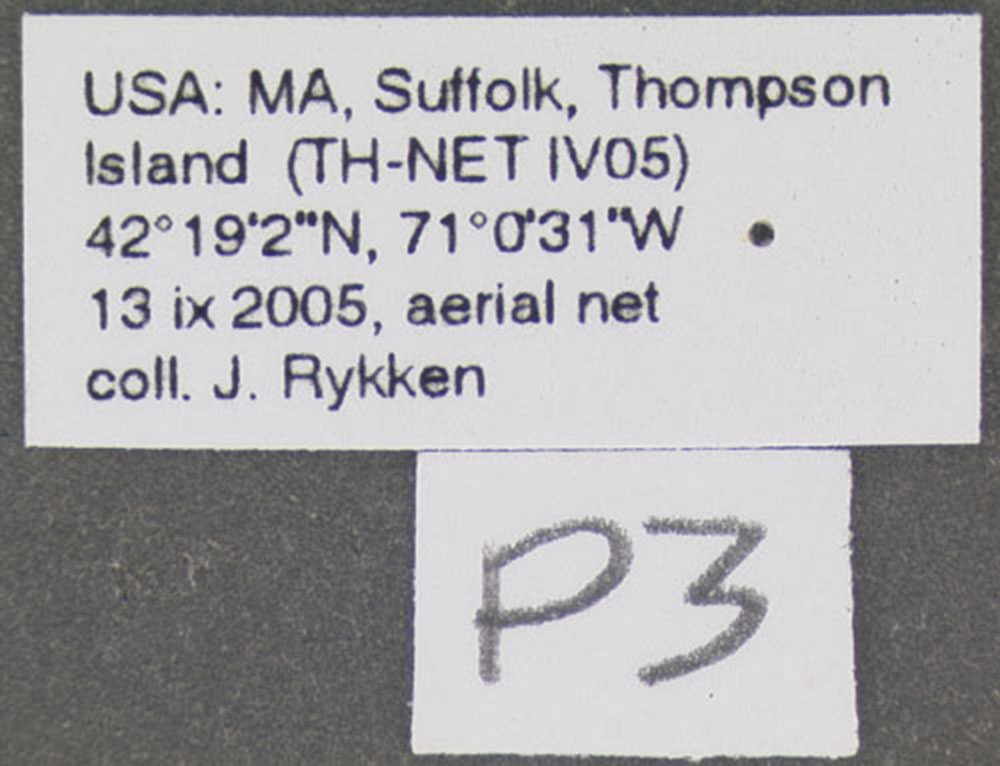 USA: MA, Suffolk, Thompson
Island (TH-NET IV05)
42°19'2"N, 71°0'31"W
13 ix 2005, aerial net
coll. J. Rykken
P3